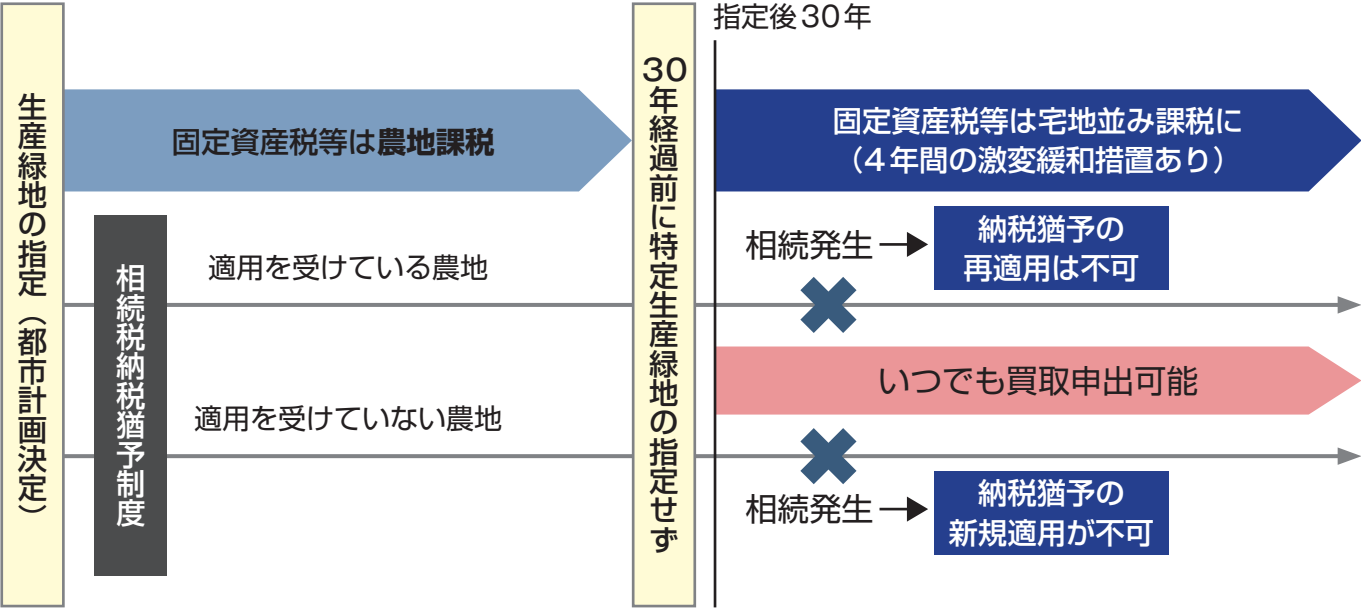 生産緑地の指定（都市計画決定）
固定資産税等は農地課税
相続税納税猶予制度
適用を受けている農地
適用を受けていない農地
30年経過前に特定生産緑地の指定せず
指定後30年
固定資産税等は宅地並み課税に
（4年間の激変緩和措置あり）
相続発生
納税猶予の
再適用は不可
いつでも買取申出可能
相続発生
納税猶予の
新規適用が不可